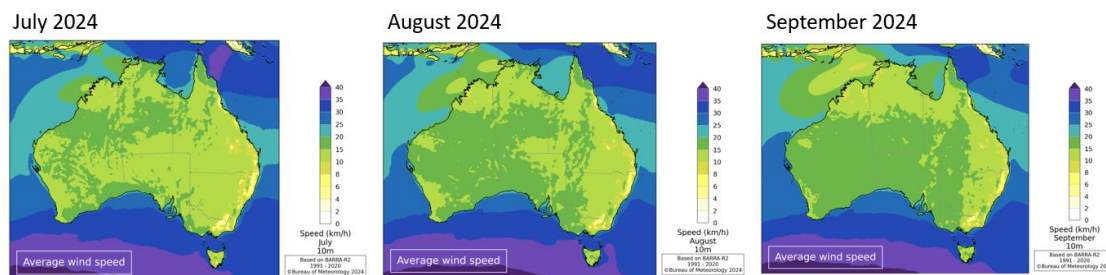 July 2024
40
35
30
25
20
15
10
8
6
4
2
0
Speed (km/h)
July
10m
Average wind speed
Based on BARRA-R2
1991 - 2020
©Bureau of Meteorology 2024
August 2024
40
35
30
25
20
15
10
8
6
4
2
0
Speed (km/h)
August
10m
Average wind speed
Based on BARRA-R2
1991 - 2020
©Bureau of Meteorology 2024
September 2024
40
35
30
25
20
15
10
8
6
4
2
0
Speed (km/h)
September
10m
Average wind speed
Based on BARRA-R2
1991 - 2020
©Bureau of Meteorology 20